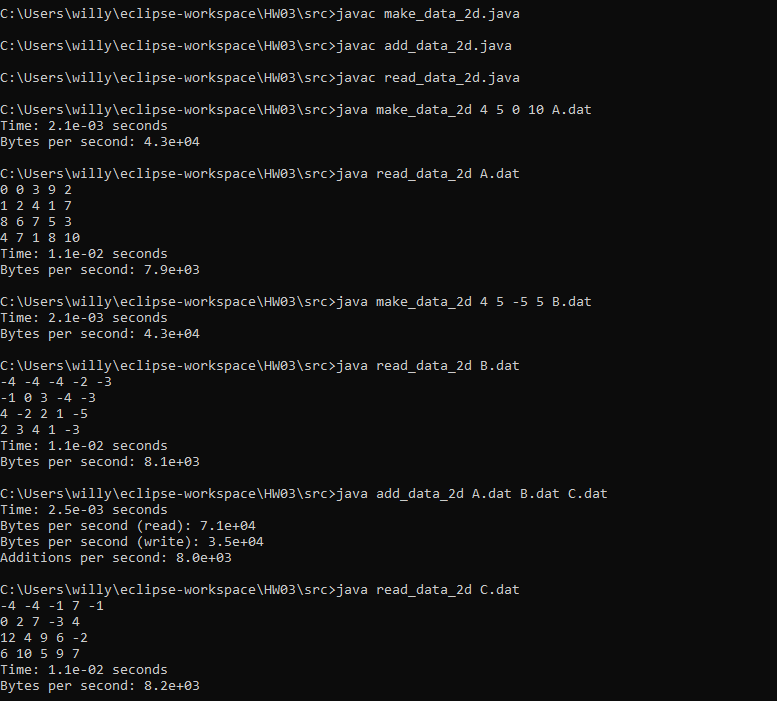 C:\Users\willy\eclipse-workspace\HW03\src>javac make_data_2d.java
C:\Users\willy\eclipse-workspace\HW03\src>javac add_data_2d.java
C:\Users\willy\eclipse-workspace\HW03\src>javac read_data_2d.java
C:\Users\willy\eclipse-workspace\HW03\src>java make_data_2d 4 5 0 10 A.dat
Time: 2.1e-03 seconds
Bytes per second: 4.3e+04
C:\Users\willy\eclipse-workspace\HW03\src>java read_data_2d A.dat
0 0 3 9 2
1 2 4 1 7
8 6 7 5 3
4 7 1 8 10
Time: 1.1e-02 seconds
Bytes per second: 7.9e+03
C:\Users\willy\eclipse-workspace\HW03\src>java make_data_2d 4 5 -5 5 B.dat
Time: 2.1e-03 seconds
Bytes per second: 4.3e+04
C:\Users\willy\eclipse-workspace\HW03\src>java read_data_2d B.dat
-4 -4 -4 -2 -3
-1 0 3 -4 -3
4 -2 2 1 -5
2 3 4 1 -3
Time: 1.1e-02 seconds
Bytes per second: 8.1e+03
C:\Users\willy\eclipse-workspace\HW03\src>java add_data_2d A.dat B.dat C.dat
Time: 2.5e-03 seconds
Bytes per second (read): 7.1e+04
Bytes per second (write): 3.5e+04
Additions per second: 8.0e+03
C:\Users\willy\eclipse-workspace\HW03\src>java read_data_2d C.dat
-4 -4 -1 7 -1
0 2 7 -3 4
12 4 9 6 -2
6 10 5 9 7
Time: 1.1e-02 seconds
Bytes per second: 8.2e+03